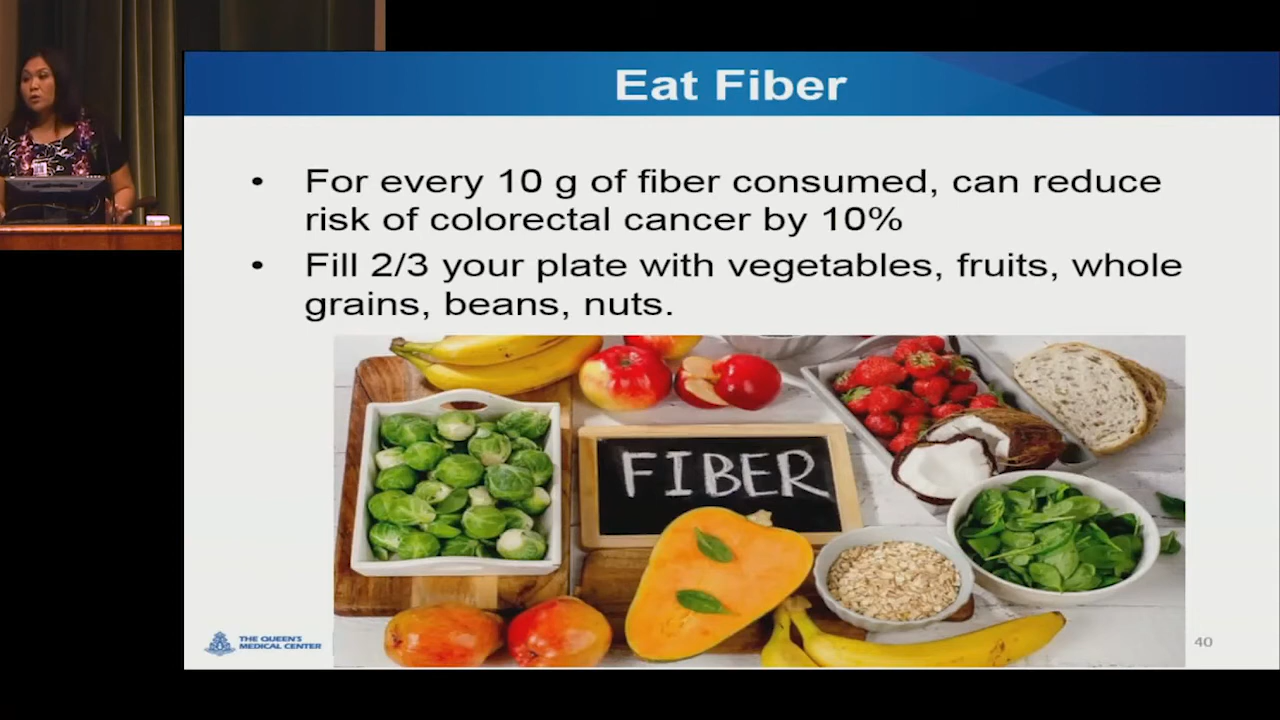 Eat Fiber
• For every 10 g of fiber consumed, can reduce
risk of colorectal cancer by 10%
• Fill 2/3 your plate with vegetables, fruits, whole
grains, beans, nuts.
FIBER
THE QUEEN'S
MEDICAL CENTER
40